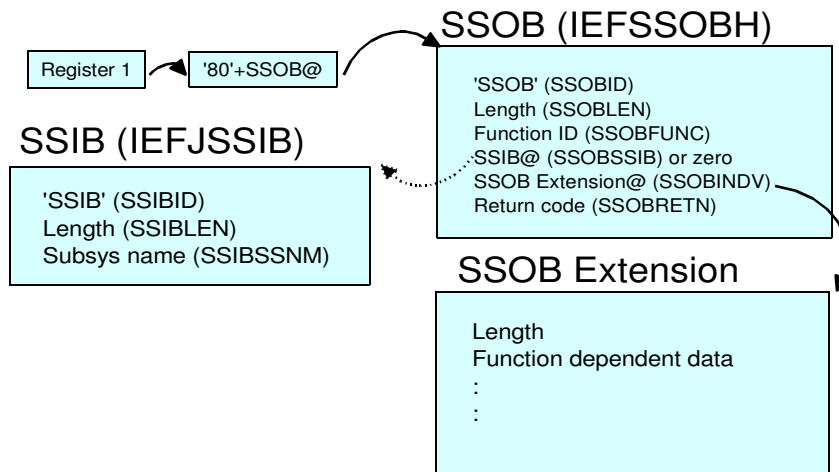 SSOB (IEFSSOBH)
Register 1
'80'+SSOB@
'SSOB' (SSOBID)
Length (SSOBLEN)
Function ID (SSOBFUNC)
SSIB@ (SSOBSSIB) or zero
SSOB Extension@ (SSOBINDV)
Return code (SSOBRETN)
SSIB (IEFJSSIB)
'SSIB' (SSIBID)
Length (SSIBLEN)
Subsys name (SSIBSSNM)
SSOB Extension
Length
Function dependent data
:
: